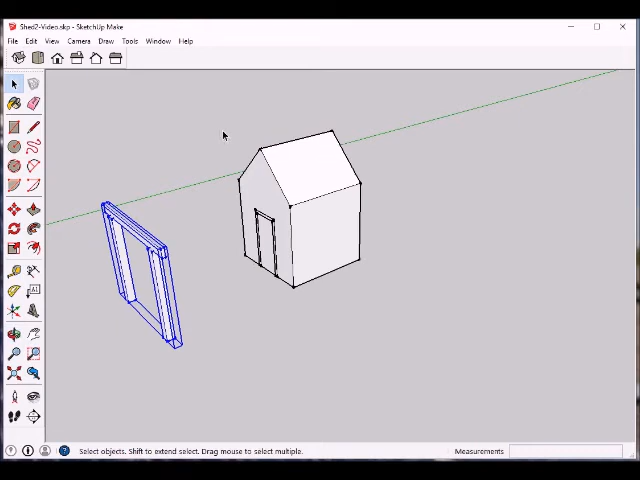 Shed2-Video.skp - SketchUp Make
File Edit View Camera Draw Tools Window Help
A1
Select objects. Shift to extend select. Drag mouse to select multiple.
Measurements